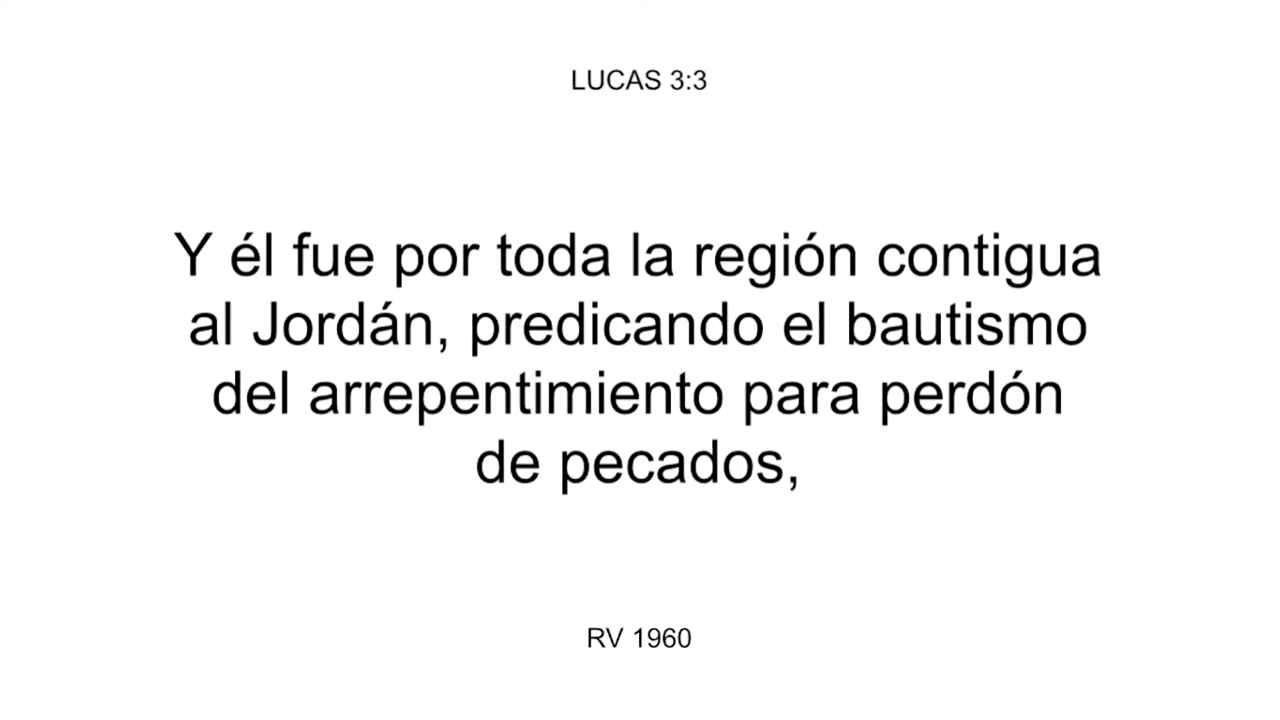 LUCAS 3:3
Y él fue por toda la región contigua
al Jordán, predicando el bautismo
del arrepentimiento para perdón
de pecados,
RV 1960